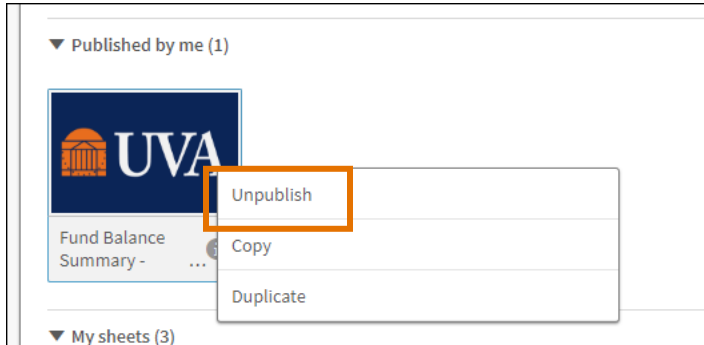 Published by me (1)
UVA
Unpublish
Fund Balance
Summary - ...
Copy
Duplicate
My sheets (3)